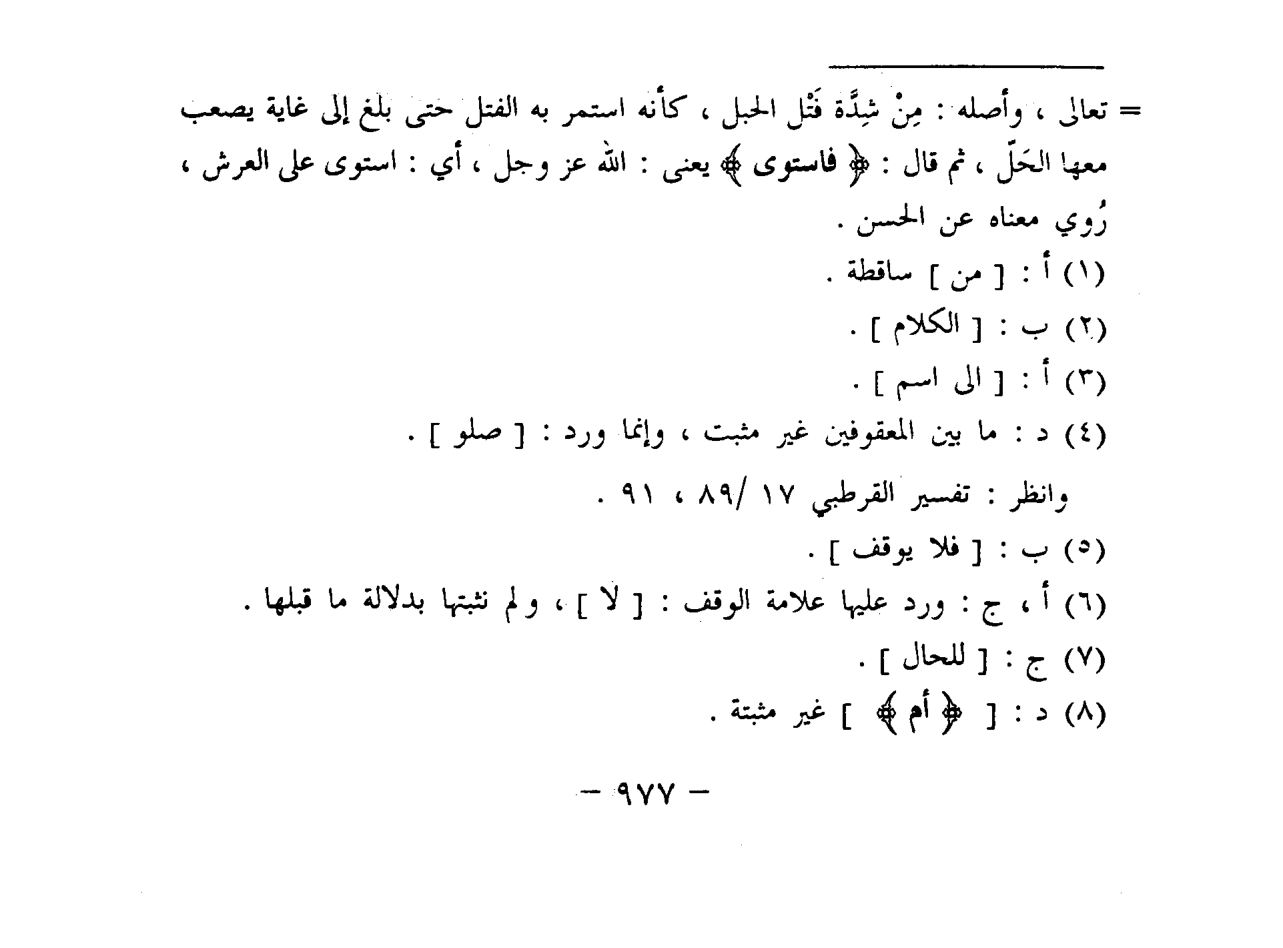 = تعالى ، وأصله : مِنْ شِدَّة فَتْل الحبل ، كأنه استمر به الفتل حتى بلغ إلى غاية يصعب
معها الحَلّ ، ثم قال : ﴿ فاستوى ﴾ يعنى : الله عز وجل ، أي : استوى على العرش ،
رُوي معناه عن الحسن .
(١) أ : [ من ] ساقطة .
(٢) ب : [ الكلام ] .
(٣) أ : [ الى اسم ] .
(٤) د : ما بين المعقوفين غير مثبت ، وإنما ورد : [ صلو ] .
وانظر : تفسير القرطبي ١٧ /٨٩ ، ٩١ .
(٥) ب : [ فلا يوقف ] .
(٦) أ ، ج : ورد عليها علامة الوقف : [ لا ] ، ولم نثبتها بدلالة ما قبلها .
(٧) ج : [ للحال ] .
(٨) د : [ ﴿ أم ﴾ ] غير مثبتة .
– ٩٧٧ –